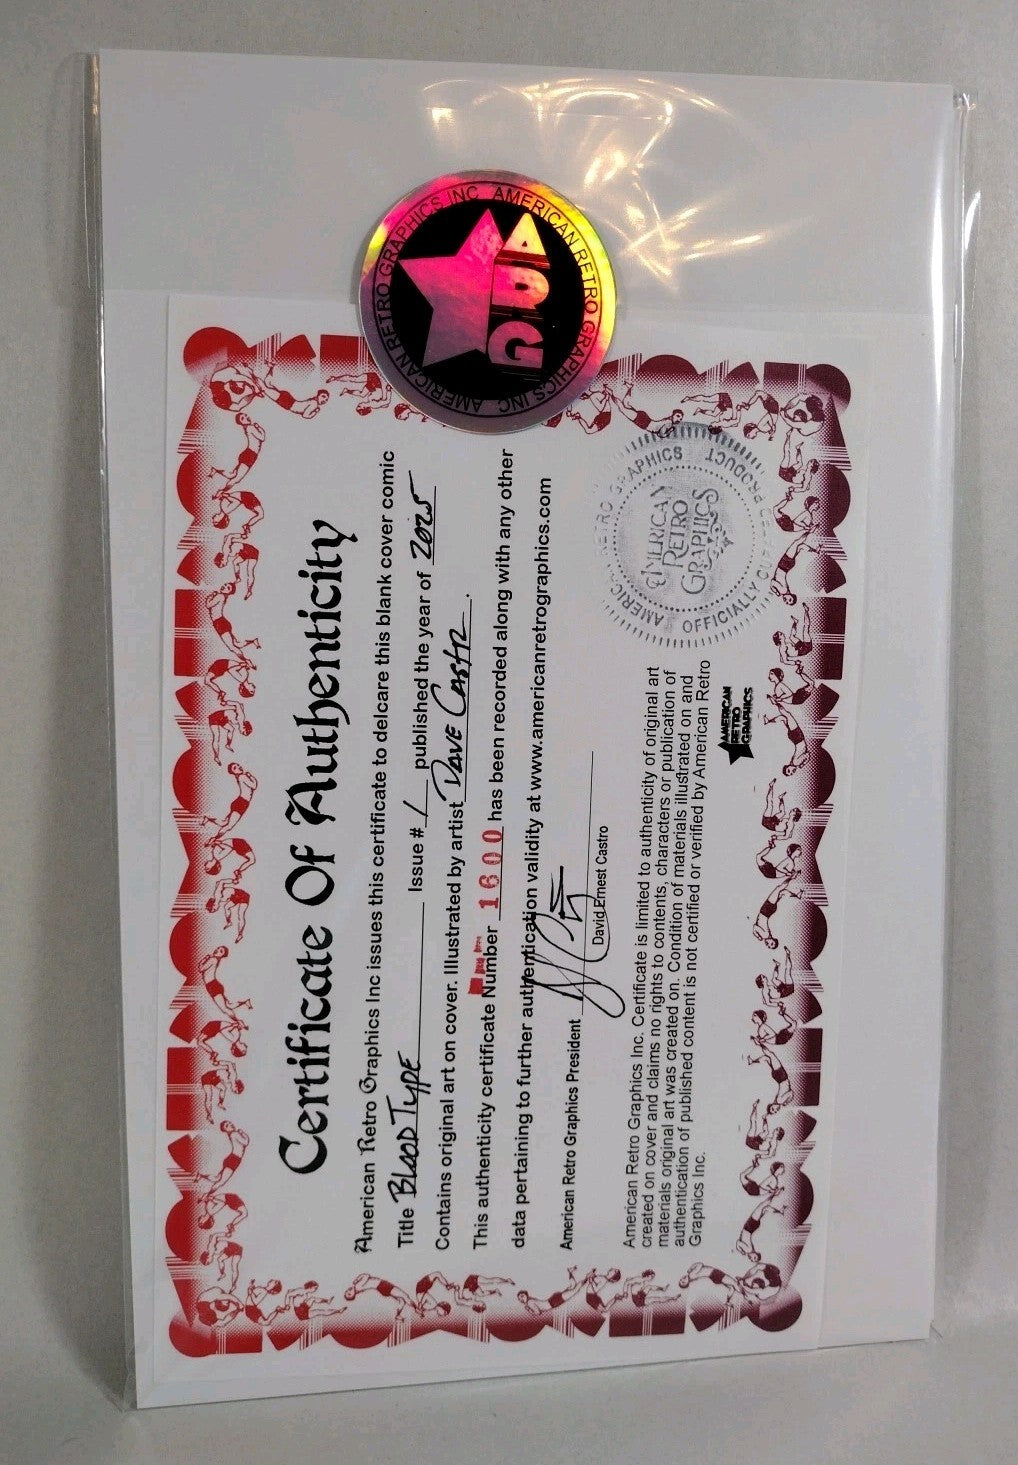 AMERICAN RETRO GRAPHICS INC AMERICAN RETRO GRAPHICS INC
ARG
Certificate Of Authenticity
American Retro Graphics Inc issues this certificate to delcare this blank cover comic
Title BLOOD TYPE Issue # 1 published the year of 2025
Contains original art on cover. Illustrated by artist DAVE CASTR.
This authenticity certificate Number 1600 has been recorded along with any other
data pertaining to further authentication validity at www.americanretrographics.com
American Retro Graphics President
David Ernest Castro
American Retro Graphics Inc. Certificate is limited to authenticity of original art
created on cover and claims no rights to contents, characters or publication of
materials original art was created on. Condition of materials illustrated on and
authentication of published content is not certified or verified by American Retro
Graphics Inc.
AMERICAN
RETRO
GRAPHICS
AMERICAN RETRO GRAPHICS
AMERICAN
RETRO
GRAPHICS
OFFICIALLY PRODUCT